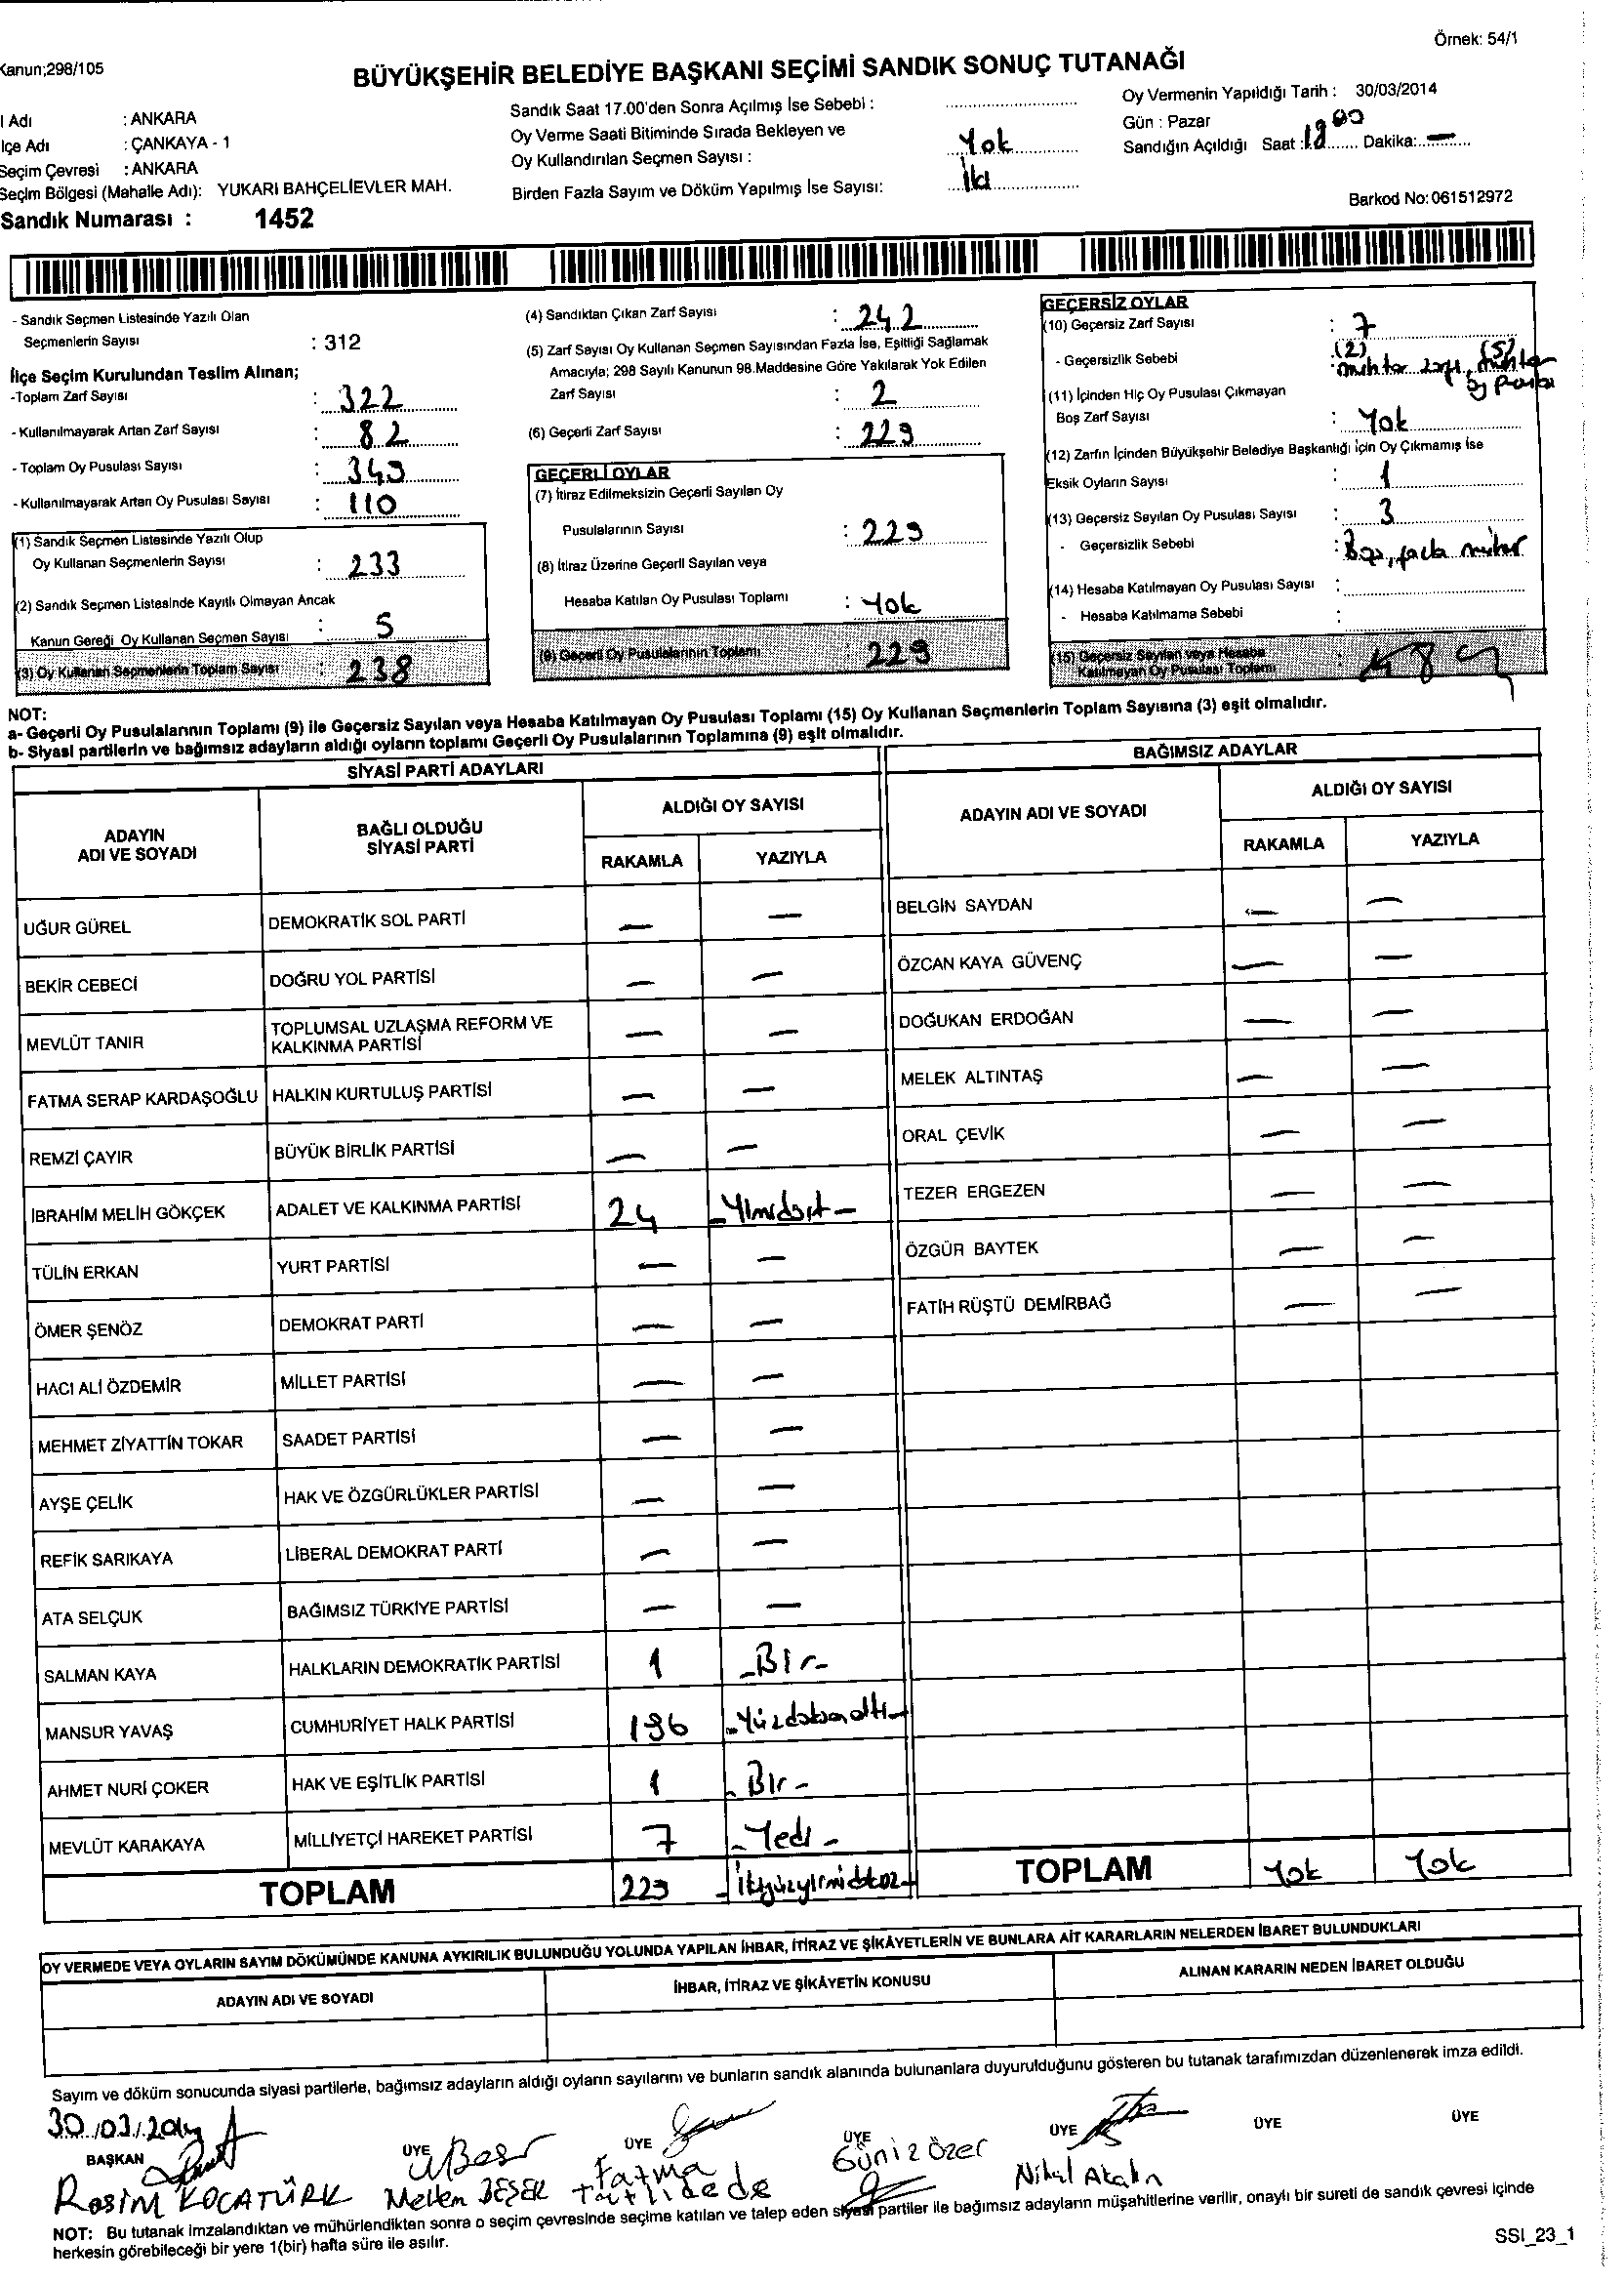 Örnek: 54/1
Kanun;298/105
BÜYÜKŞEHİR BELEDİYE BAŞKANI SEÇİMİ SANDIK SONUÇ TUTANAĞI
l Adı : ANKARA
lçe Adı : ÇANKAYA - 1
Seçim Çevresi : ANKARA
Seçim Bölgesi (Mahalle Adı): YUKARI BAHÇELİEVLER MAH.
Sandık Numarası : 1452
Sandık Saat 17.00'den Sonra Açılmış İse Sebebi :
Oy Verme Saati Bitiminde Sırada Bekleyen ve
Oy Kullandırılan Seçmen Sayısı : Yok
Birden Fazla Sayım ve Döküm Yapılmış İse Sayısı: İki
Oy Vermenin Yapıldığı Tarih : 30/03/2014
Gün : Pazar
Sandığın Açıldığı Saat : 18 00 Dakika: —
Barkod No: 061512972
- Sandık Seçmen Listesinde Yazılı Olan
Seçmenlerin Sayısı : 312
İlçe Seçim Kurulundan Teslim Alınan;
-Toplam Zarf Sayısı : 322
- Kullanılmayarak Artan Zarf Sayısı : 82
- Toplam Oy Pusulası Sayısı : 349
- Kullanılmayarak Artan Oy Pusulası Sayısı : 110
(1) Sandık Seçmen Listesinde Yazılı Olup
Oy Kullanan Seçmenlerin Sayısı : 233
(2) Sandık Seçmen Listesinde Kayıtlı Olmayan Ancak
Kanun Gereği Oy Kullanan Seçmen Sayısı : 5
(3) Oy Kullanan Seçmenlerin Toplam Sayısı : 238
(4) Sandıktan Çıkan Zarf Sayısı : 242
(5) Zarf Sayısı Oy Kullanan Seçmen Sayısından Fazla İse, Eşitliği Sağlamak
Amacıyla; 298 Sayılı Kanunun 98.Maddesine Göre Yakılarak Yok Edilen
Zarf Sayısı : 2
(6) Geçerli Zarf Sayısı : 229
GEÇERLİ OYLAR
(7) İtiraz Edilmeksizin Geçerli Sayılan Oy
Pusulalarının Sayısı : 229
(8) İtiraz Üzerine Geçerli Sayılan veya
Hesaba Katılan Oy Pusulası Toplamı : Yok
(9) Geçerli Oy Pusulalarının Toplamı : 229
GEÇERSİZ OYLAR
(10) Geçersiz Zarf Sayısı : 7
- Geçersizlik Sebebi : (2) muhtar zarfı, (5) muhtar
oy pusula
(11) İçinden Hiç Oy Pusulası Çıkmayan
Boş Zarf Sayısı : Yok
(12) Zarfın İçinden Büyükşehir Belediye Başkanlığı İçin Oy Çıkmamış İse
Eksik Oyların Sayısı : 1
(13) Geçersiz Sayılan Oy Pusulası Sayısı : 3
- Geçersizlik Sebebi : Boş, fazla mühür
(14) Hesaba Katılmayan Oy Pusulası Sayısı :
- Hesaba Katılmama Sebebi :
(15) Geçersiz Sayılan veya Hesaba
Katılmayan Oy Pusulası Toplamı :
NOT:
a- Geçerli Oy Pusulalarının Toplamı (9) ile Geçersiz Sayılan veya Hesaba Katılmayan Oy Pusulası Toplamı (15) Oy Kullanan Seçmenlerin Toplam Sayısına (3) eşit olmalıdır.
b- Siyasi partilerin ve bağımsız adayların aldığı oyların toplamı Geçerli Oy Pusulalarının Toplamına (9) eşit olmalıdır.
SİYASİ PARTİ ADAYLARI
ADAYIN ADI VE SOYADI BAĞLI OLDUĞU SİYASİ PARTİ ALDIĞI OY SAYISI
RAKAMLA YAZIYLA
UĞUR GÜREL DEMOKRATİK SOL PARTİ — —
BEKİR CEBECİ DOĞRU YOL PARTİSİ — —
MEVLÜT TANIR TOPLUMSAL UZLAŞMA REFORM VE KALKINMA PARTİSİ — —
FATMA SERAP KARDAŞOĞLU HALKIN KURTULUŞ PARTİSİ — —
REMZİ ÇAYIR BÜYÜK BİRLİK PARTİSİ — —
İBRAHİM MELİH GÖKÇEK ADALET VE KALKINMA PARTİSİ 24 -Yirmidört-
TÜLİN ERKAN YURT PARTİSİ — —
ÖMER ŞENÖZ DEMOKRAT PARTİ — —
HACI ALİ ÖZDEMİR MİLLET PARTİSİ — —
MEHMET ZİYATTİN TOKAR SAADET PARTİSİ — —
AYŞE ÇELİK HAK VE ÖZGÜRLÜKLER PARTİSİ — —
REFİK SARIKAYA LİBERAL DEMOKRAT PARTİ — —
ATA SELÇUK BAĞIMSIZ TÜRKİYE PARTİSİ — —
SALMAN KAYA HALKLARIN DEMOKRATİK PARTİSİ 1 -Bir-
MANSUR YAVAŞ CUMHURİYET HALK PARTİSİ 196 -Yüzdoksanaltı-
AHMET NURİ ÇOKER HAK VE EŞİTLİK PARTİSİ 1 -Bir-
MEVLÜT KARAKAYA MİLLİYETÇİ HAREKET PARTİSİ 7 -Yedi-
TOPLAM 229 -İkiyüzyirmidokuz-
BAĞIMSIZ ADAYLAR
ADAYIN ADI VE SOYADI ALDIĞI OY SAYISI
RAKAMLA YAZIYLA
BELGİN SAYDAN — —
ÖZCAN KAYA GÜVENÇ — —
DOĞUKAN ERDOĞAN — —
MELEK ALTINTAŞ — —
ORAL ÇEVİK — —
TEZER ERGEZEN — —
ÖZGÜR BAYTEK — —
FATİH RÜŞTÜ DEMİRBAĞ — —
TOPLAM Yok Yok
OY VERMEDE VEYA OYLARIN SAYIM DÖKÜMÜNDE KANUNA AYKIRILIK BULUNDUĞU YOLUNDA YAPILAN İHBAR, İTİRAZ VE ŞİKÂYETLERİN VE BUNLARA AİT KARARLARIN NELERDEN İBARET BULUNDUKLARI
ADAYIN ADI VE SOYADI İHBAR, İTİRAZ VE ŞİKÂYETİN KONUSU ALINAN KARARIN NEDEN İBARET OLDUĞU
Sayım ve döküm sonucunda siyasi partilerle, bağımsız adayların aldığı oyların sayılarını ve bunların sandık alanında bulunanlara duyurulduğunu gösteren bu tutanak tarafımızdan düzenlenerek imza edildi.
30/03/2014
BAŞKAN ÜYE ÜYE ÜYE ÜYE ÜYE ÜYE
Rasim KOCATÜRK Meltem BEŞER Fatma Tatlıdede Güniz Özer Nihal Akalın
NOT: Bu tutanak imzalandıktan ve mühürlendikten sonra o seçim çevresinde seçime katılan ve talep eden siyasi partiler ile bağımsız adayların müşahitlerine verilir, onaylı bir sureti de sandık çevresi içinde
herkesin görebileceği bir yere 1(bir) hafta süre ile asılır.
SSI_23_1